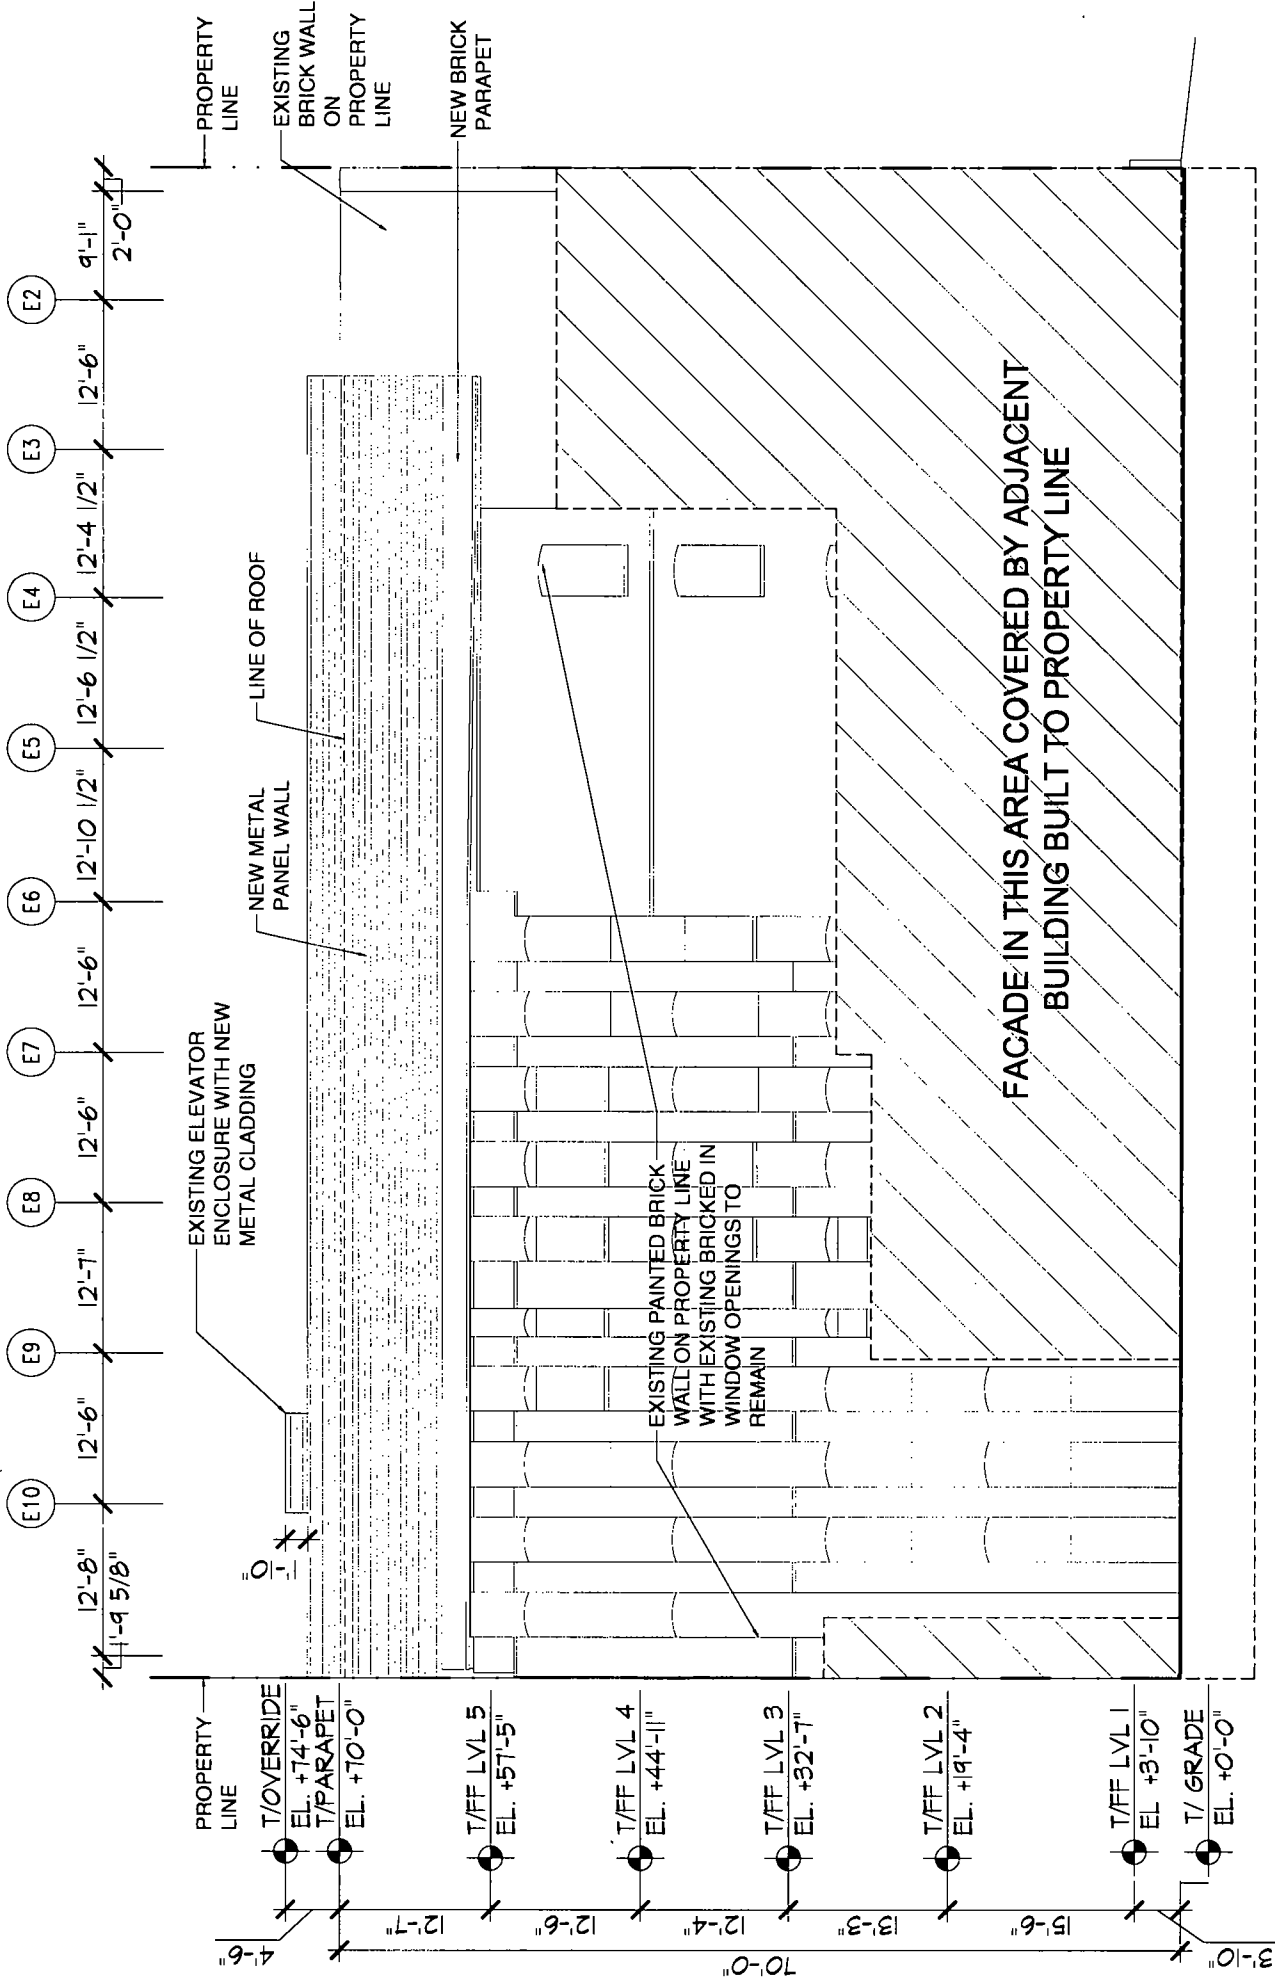 E10
E9
E8
E7
E6
E5
E4
E3
E2
12'-8"
12'-6"
12'-7"
12'-6"
12'-6"
12'-10 1/2"
12'-6 1/2"
12'-4 1/2"
12'-6"
9'-1"
1'-9 5/8"
2'-0"
PROPERTY
LINE
EXISTING ELEVATOR
ENCLOSURE WITH NEW
METAL CLADDING
NEW METAL
PANEL WALL
LINE OF ROOF
PROPERTY
LINE
EXISTING
BRICK WALL
ON
PROPERTY
LINE
NEW BRICK
PARAPET
1'-0"
T/OVERRIDE
EL. +74'-6"
T/PARAPET
EL. +70'-0"
T/FF LVL 5
EL. +57'-5"
T/FF LVL 4
EL. +44'-11"
T/FF LVL 3
EL. +32'-7"
T/FF LVL 2
EL. +19'-4"
T/FF LVL 1
EL +3'-10"
T/ GRADE
EL. +0'-0"
4'-6"
12'-7"
12'-6"
12'-4"
13'-3"
15'-6"
3'-10"
70'-0"
EXISTING PAINTED BRICK
WALL ON PROPERTY LINE
WITH EXISTING BRICKED IN
WINDOW OPENINGS TO
REMAIN
FACADE IN THIS AREA COVERED BY ADJACENT
BUILDING BUILT TO PROPERTY LINE